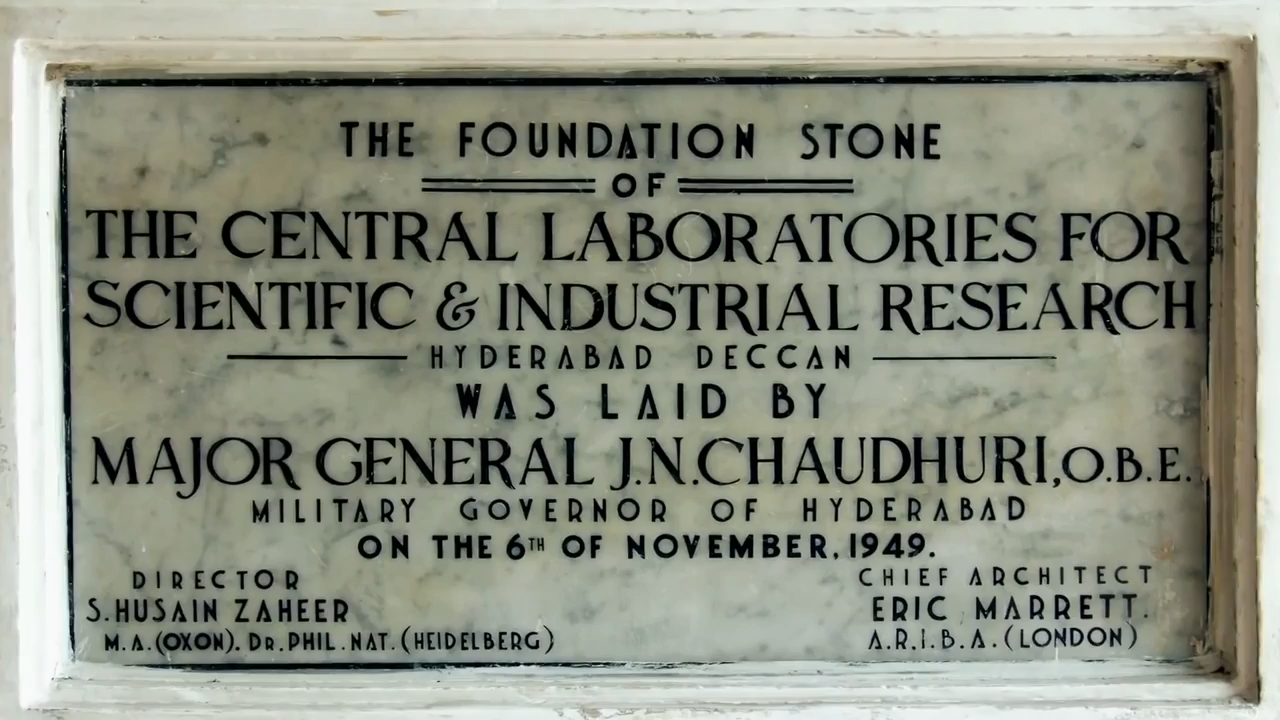 THE FOUNDATION STONE
OF
THE CENTRAL LABORATORIES FOR
SCIENTIFIC & INDUSTRIAL RESEARCH
HYDERABAD DECCAN
WAS LAID BY
MAJOR GENERAL J.N.CHAUDHURI,O.B.E.
MILITARY GOVERNOR OF HYDERABAD
ON THE 6TH OF NOVEMBER, 1949.
DIRECTOR
S.HUSAIN ZAHEER
M.A.(OXON). DR.PHIL.NAT.(HEIDELBERG)
CHIEF ARCHITECT
ERIC MARRETT.
A.R.I.B.A.(LONDON)